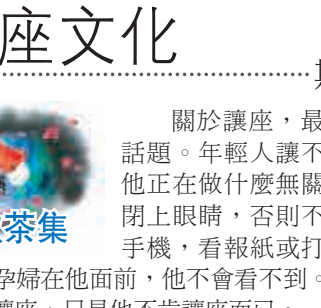 座文化
關於讓座，最
話題。年輕人讓不
他正在做什麼無關
閉上眼睛，否則不
茶集
手機，看報紙或打
孕婦在他面前，他不會看不到。
讓座，只是他不肯讓座而已。